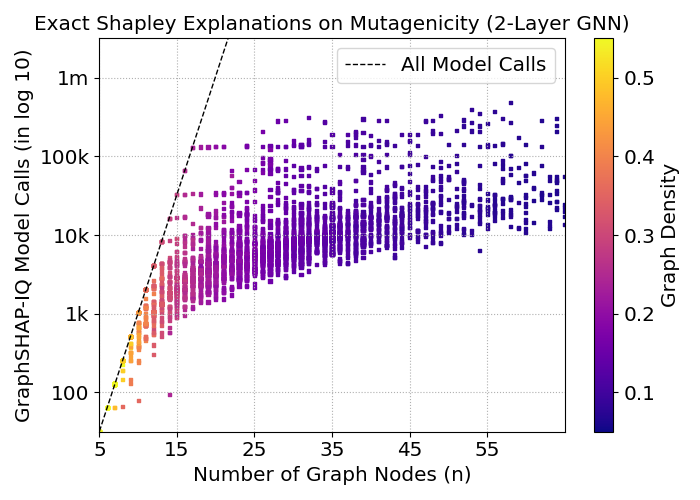 Exact Shapley Explanations on Mutagenicity (2-Layer GNN)
GraphSHAP-IQ Model Calls (in log 10)
1m
100k
10k
1k
100
5 15 25 35 45 55
Number of Graph Nodes (n)
All Model Calls
0.5
0.4
0.3
0.2
0.1
Graph Density